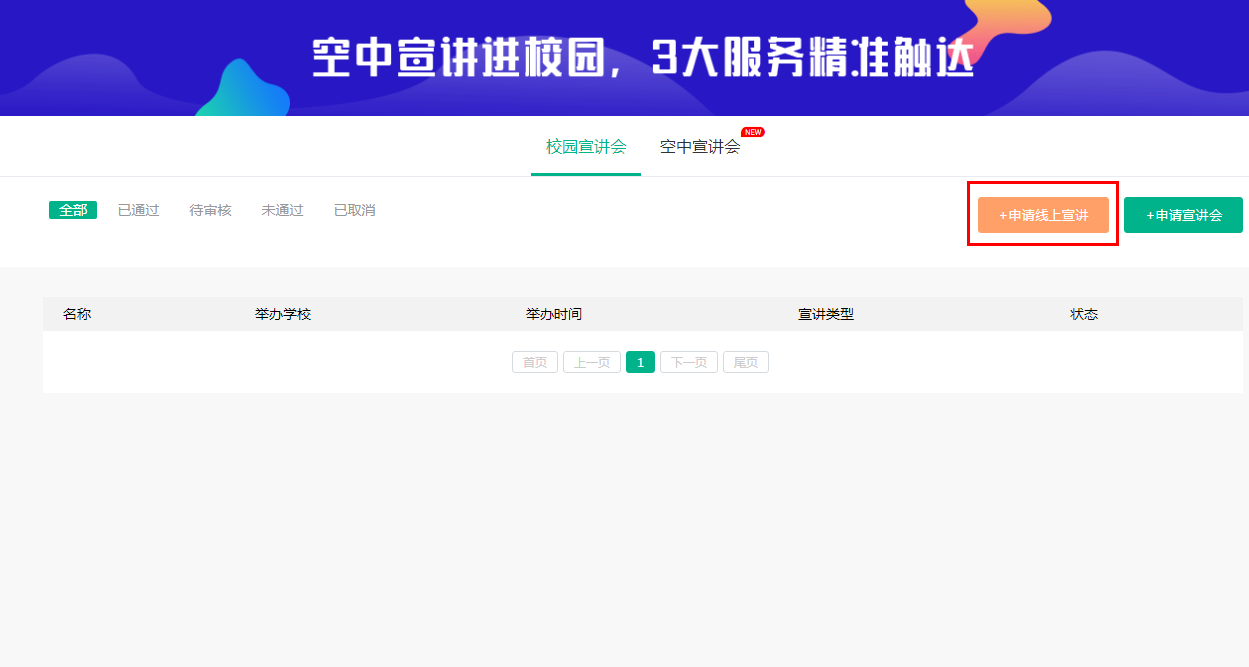 空中宣讲进校园，3大服务精准触达
校园宣讲会 空中宣讲会 NEW
全部 已通过 待审核 未通过 已取消 +申请线上宣讲 +申请宣讲会
名称 举办学校 举办时间 宣讲类型 状态
首页 上一页 1 下一页 尾页